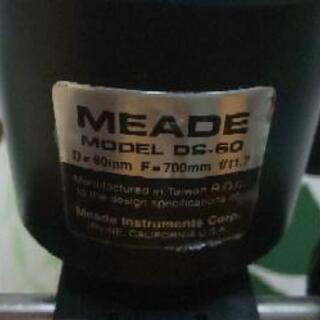 MEADE
MODEL DS-60
D = 60mm F = 700mm f/11.7
Manufactured in Taiwan R.O.C.
to the design specifications of
Meade Instruments Corp.
IRVINE, CALIFORNIA U.S.A.